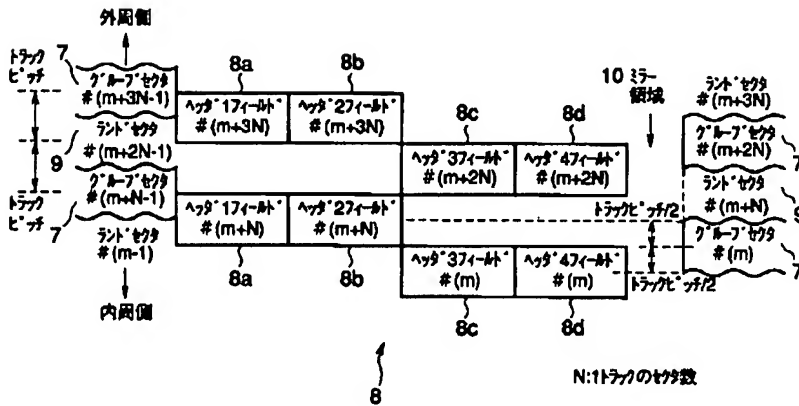 外周側
トラック
ピッチ
7
グルーブセクタ
#(m+3N-1)
ランドセクタ
9
#(m+2N-1)
グルーブセクタ
#(m+N-1)
トラック
ピッチ
7
ランドセクタ
#(m-1)
内周側
8a
8b
ヘッダ1フィールド
#(m+3N)
ヘッダ2フィールド
#(m+3N)
8c
8d
ヘッダ3フィールド
#(m+2N)
ヘッダ4フィールド
#(m+2N)
ヘッダ1フィールド
#(m+N)
ヘッダ2フィールド
#(m+N)
8a
8b
ヘッダ3フィールド
#(m)
ヘッダ4フィールド
#(m)
8c
8d
10 ミラー
領域
トラックピッチ/2
トラックピッチ/2
ランドセクタ
#(m+3N)
グルーブセクタ
#(m+2N)
7
ランドセクタ
#(m+N)
9
グルーブセクタ
#(m)
7
8
N:1トラックのセクタ数